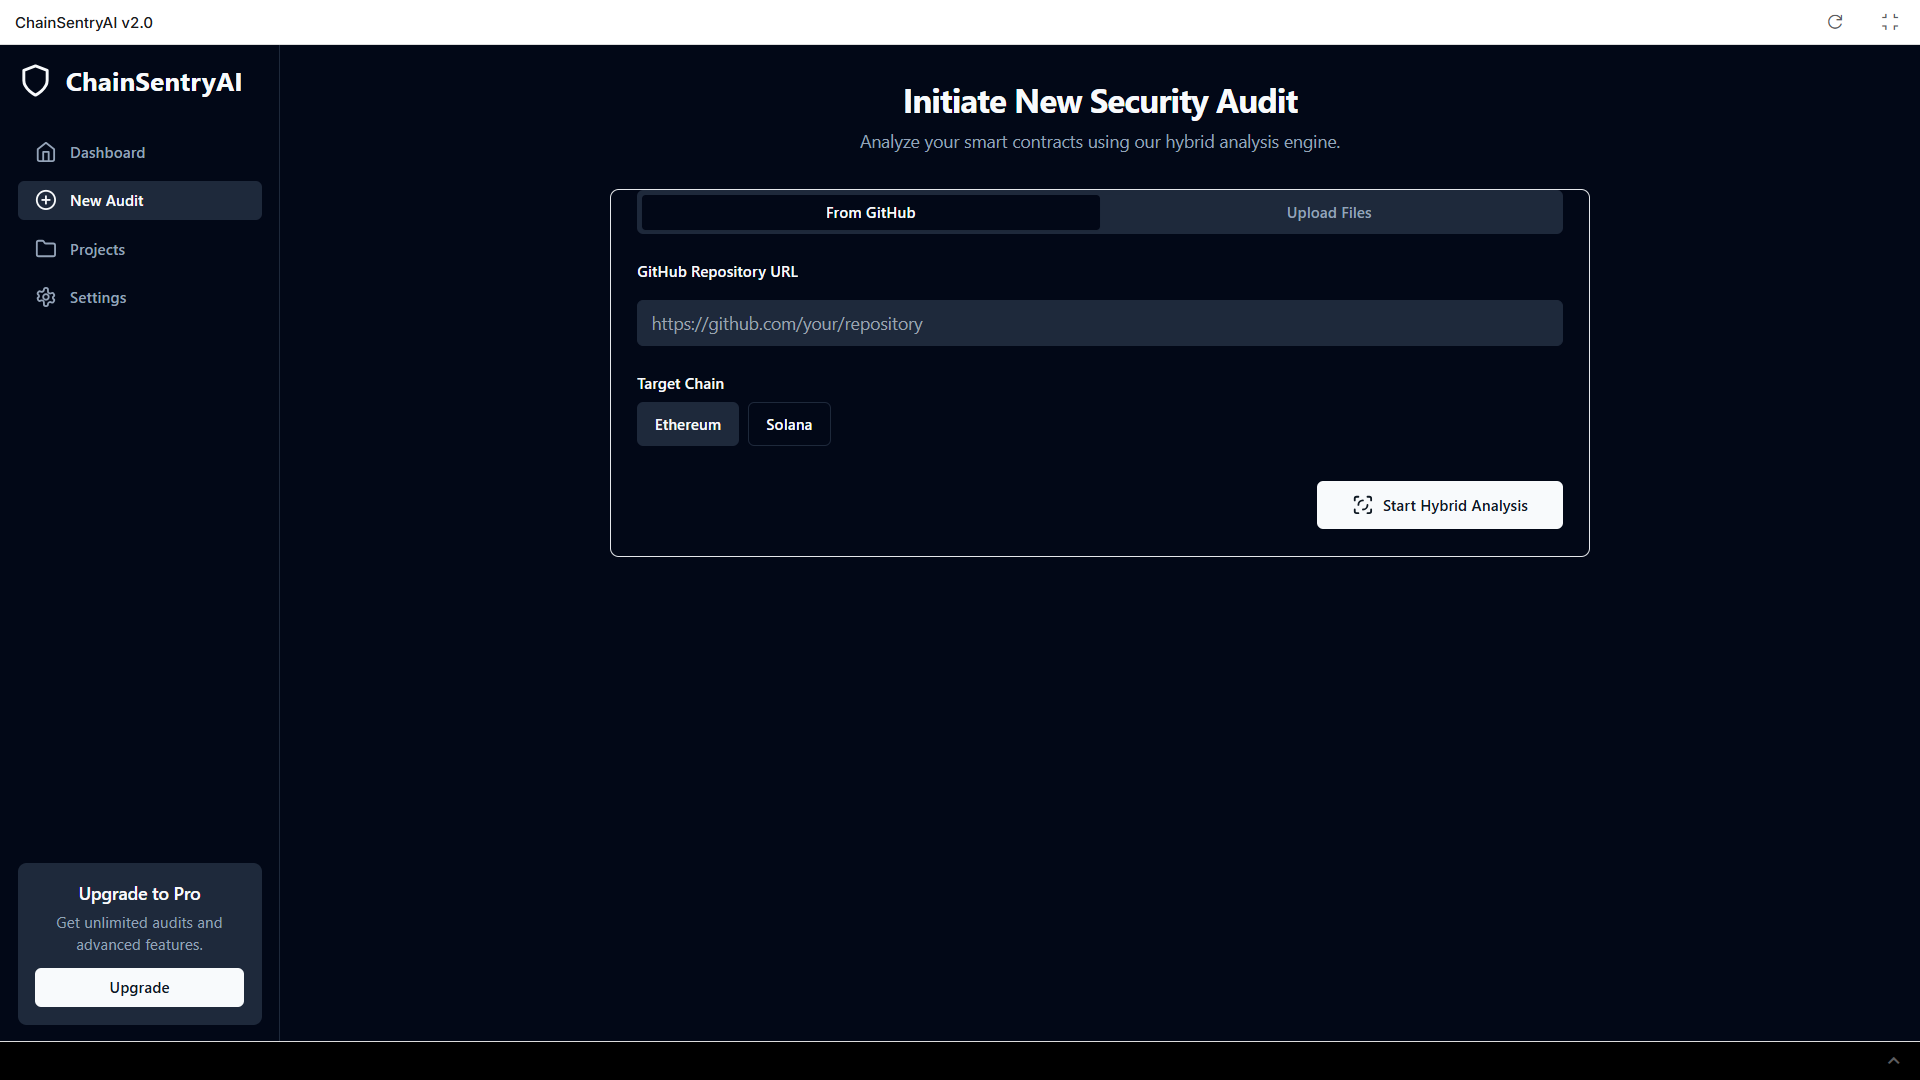 ChainSentryAI v2.0
ChainSentryAI
Dashboard
New Audit
Projects
Settings
Upgrade to Pro
Get unlimited audits and
advanced features.
Upgrade
Initiate New Security Audit
Analyze your smart contracts using our hybrid analysis engine.
From GitHub
Upload Files
GitHub Repository URL
https://github.com/your/repository
Target Chain
Ethereum
Solana
Start Hybrid Analysis